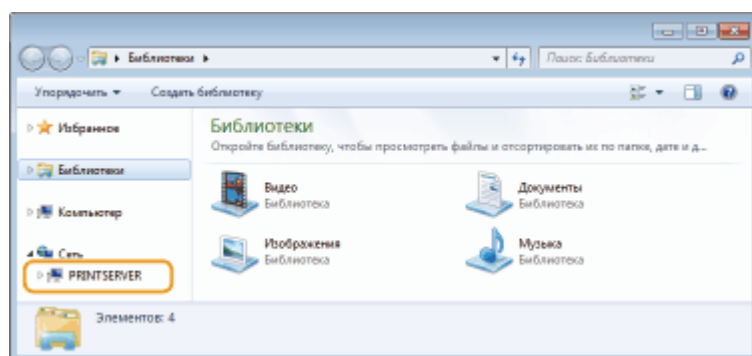 Библиотеки
Поиск: Библиотеки
Упорядочить Создать библиотеку
Избранное
Библиотеки
Компьютер
Сеть
PRINTSERVER
Библиотеки
Откройте библиотеку, чтобы просмотреть файлы и отсортировать их по папке, дате и д...
Видео
Библиотека
Документы
Библиотека
Изображения
Библиотека
Музыка
Библиотека
Элементов: 4